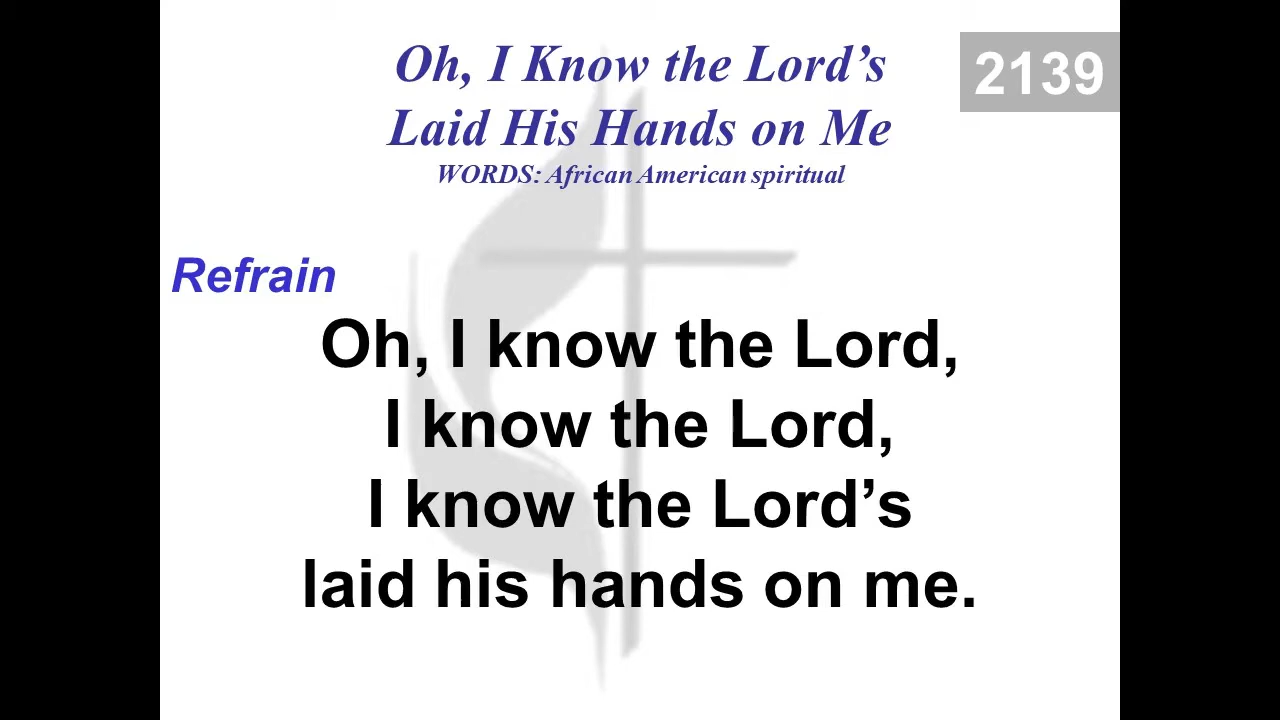 Oh, I Know the Lord’s
Laid His Hands on Me
2139
WORDS: African American spiritual
Refrain
Oh, I know the Lord,
I know the Lord,
I know the Lord’s
laid his hands on me.